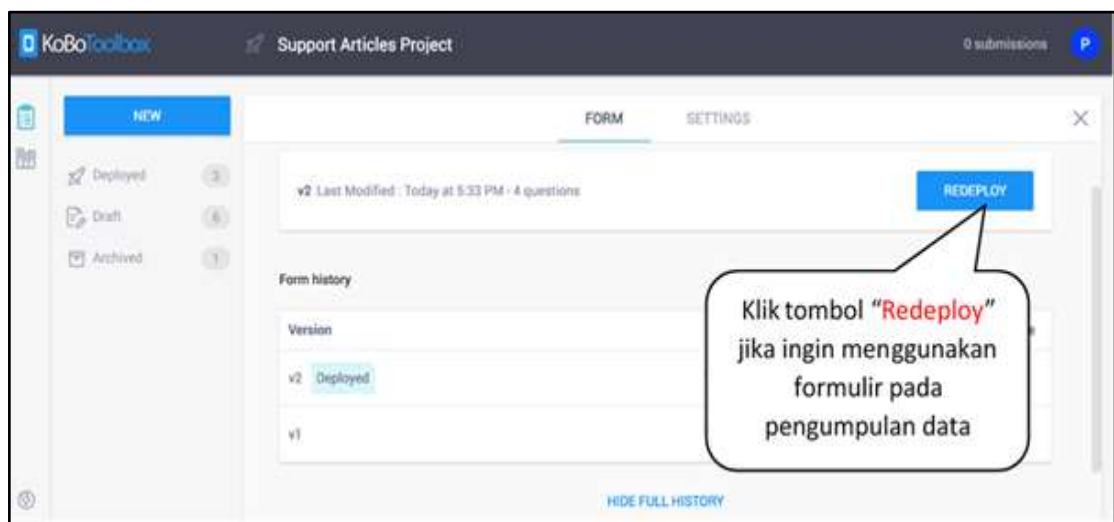 KoBoToolbox
Support Articles Project
0 submissions
P
NEW
FORM
SETTINGS
Deployed 3
Draft 6
Archived 1
v2 Last Modified : Today at 5:33 PM - 4 questions
REDEPLOY
Form history
Version
v2 Deployed
v1
HIDE FULL HISTORY
Klik tombol “Redeploy”
jika ingin menggunakan
formulir pada
pengumpulan data